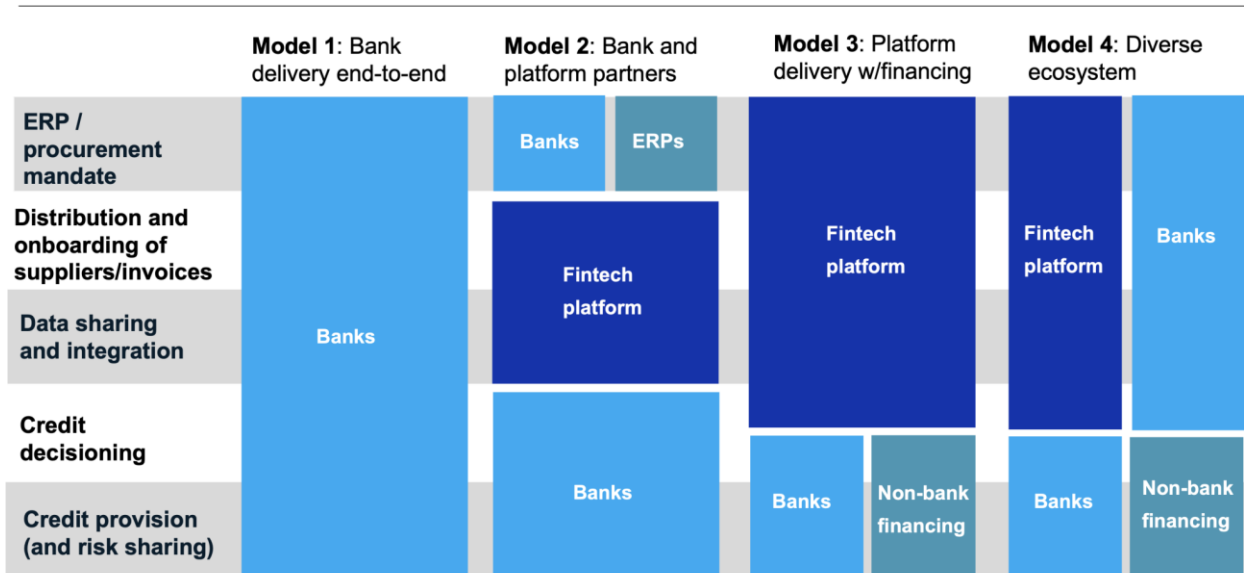 Model 1: Bank
delivery end-to-end
Model 2: Bank and
platform partners
Model 3: Platform
delivery w/financing
Model 4: Diverse
ecosystem
ERP /
procurement
mandate
Banks
ERPs
Distribution and
onboarding of
suppliers/invoices
Fintech
platform
Fintech
platform
Fintech
platform
Banks
Data sharing
and integration
Banks
Credit
decisioning
Credit provision
(and risk sharing)
Banks
Banks
Non-bank
financing
Banks
Non-bank
financing